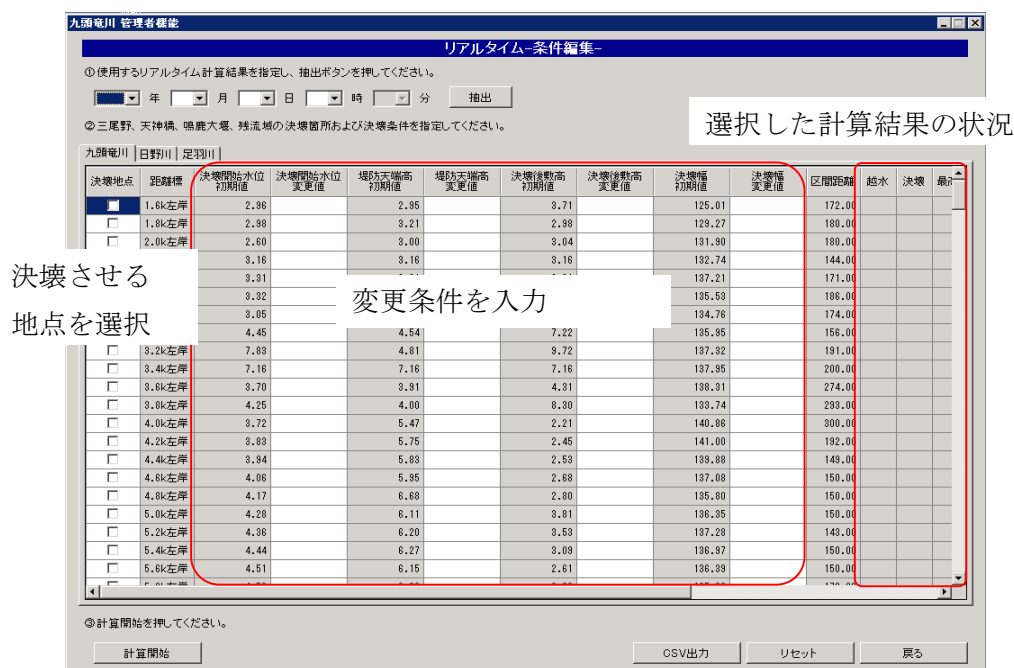 九頭竜川 管理者機能
リアルタイム-条件編集-
①使用するリアルタイム計算結果を指定し、抽出ボタンを押してください。
年 月 日 時 分 抽出
選択した計算結果の状況
②三尾野、天神橋、鳴鹿大堰、残流域の決壊箇所および決壊条件を指定してください。
九頭竜川 日野川 足羽川
決壊地点 距離標 決壊開始水位初期値 決壊開始水位変更値 堤防天端高初期値 堤防天端高変更値 決壊後敷高初期値 決壊後敷高変更値 決壊幅初期値 決壊幅変更値 区間距離 越水 決壊
1.6k左岸 2.96 2.95 3.71 125.01 172.00
1.8k左岸 2.98 3.21 2.98 129.27 180.00
2.0k左岸 2.60 3.00 3.04 131.90 180.00
3.16 3.16 3.16 132.74 144.00
決壊させる
3.31 137.21 171.00
変更条件を入力
3.32 135.53 186.00
地点を選択
3.05 134.76 174.00
4.45 4.54 7.22 135.95 156.00
3.2k左岸 7.83 4.81 9.72 137.32 191.00
3.4k左岸 7.16 7.16 7.16 137.95 200.00
3.6k左岸 3.70 3.91 4.31 138.31 274.00
3.8k左岸 4.25 4.00 8.30 133.74 293.00
4.0k左岸 3.72 5.47 2.21 140.86 300.00
4.2k左岸 3.83 5.75 2.45 141.00 192.00
4.4k左岸 3.94 5.83 2.53 139.88 149.00
4.6k左岸 4.06 5.95 2.68 137.08 150.00
4.8k左岸 4.17 6.68 2.80 135.80 150.00
5.0k左岸 4.28 6.11 3.81 136.35 150.00
5.2k左岸 4.36 6.20 3.53 137.28 143.00
5.4k左岸 4.44 6.27 3.09 136.97 150.00
5.6k左岸 4.51 6.15 2.61 136.39 150.00
③計算開始を押してください。
計算開始 CSV出力 リセット 戻る